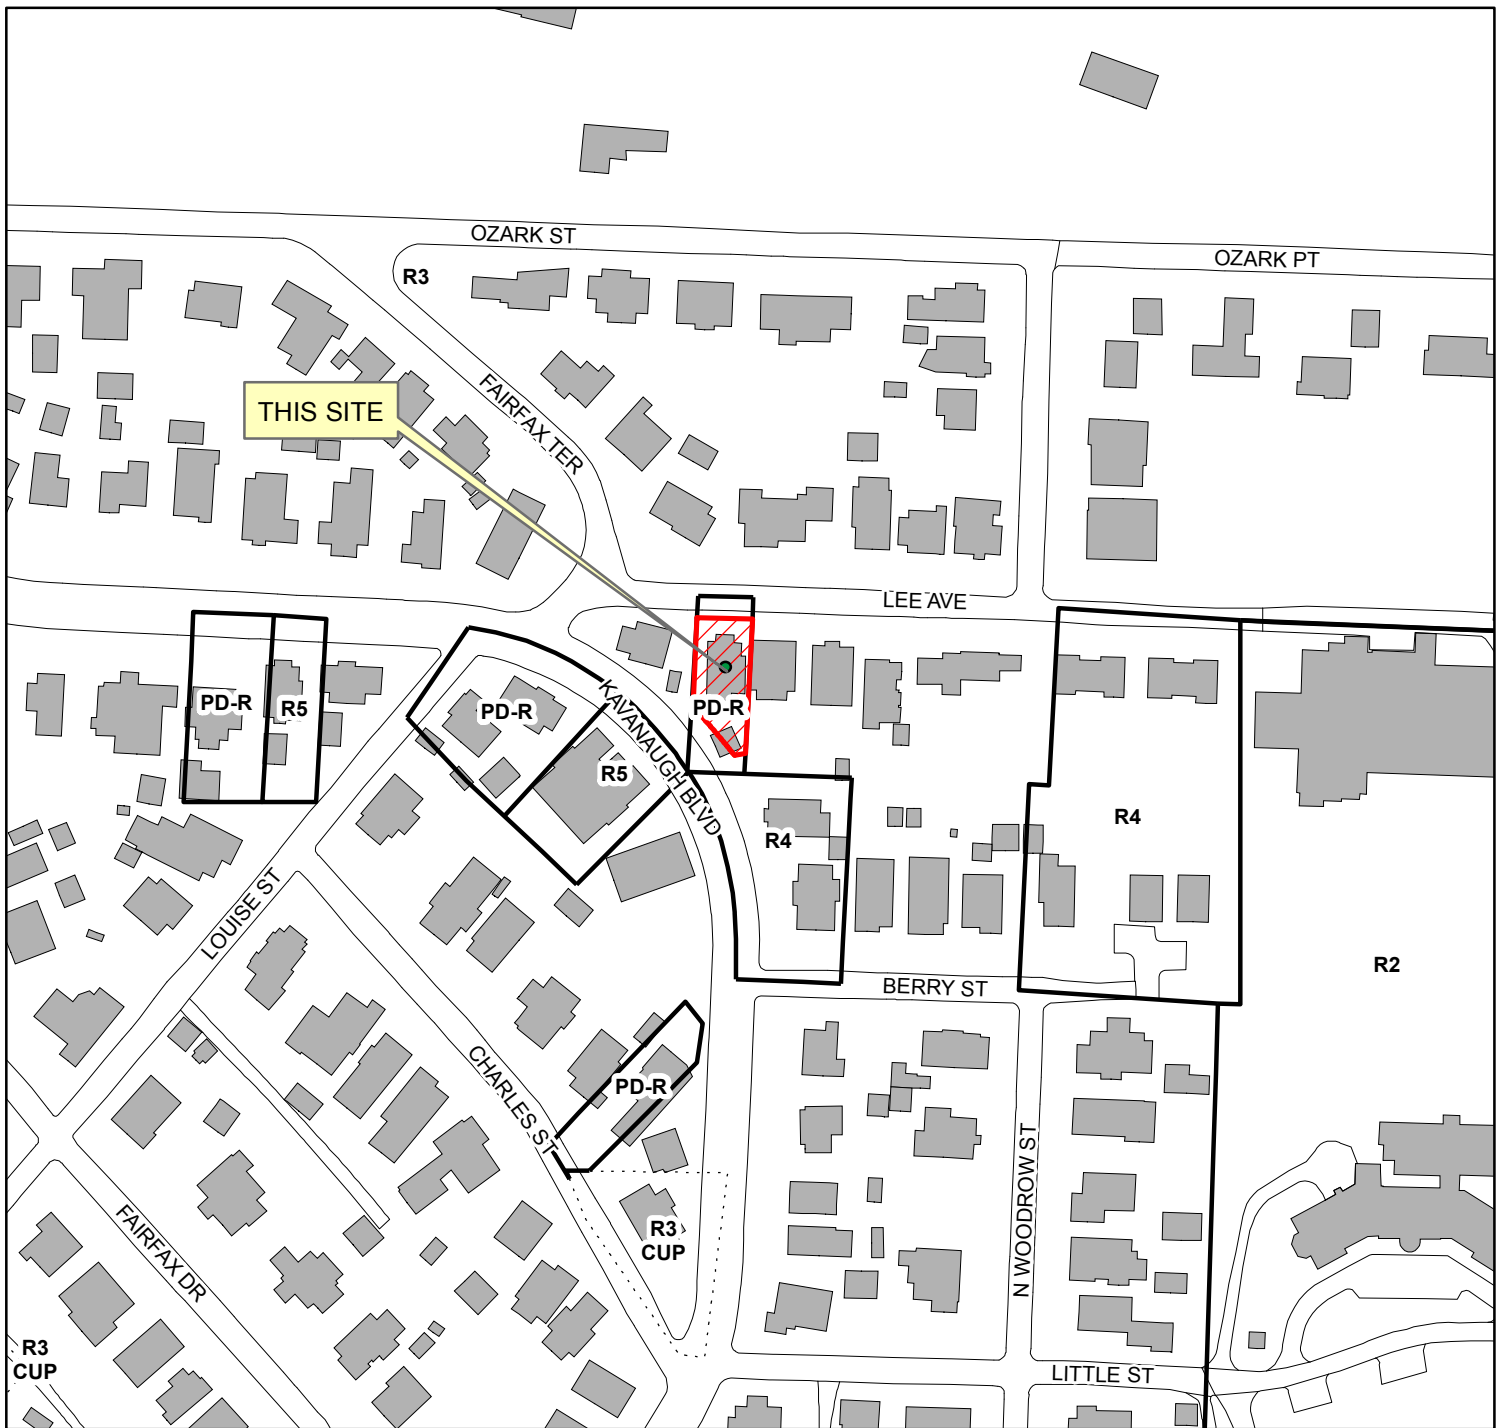 OZARK ST
OZARK PT
R3
THIS SITE
FAIRFAX TER
LEE AVE
PD-R
R5
PD-R
KAVANAUGH BLVD
PD-R
R5
R4
R4
LOUISE ST
R2
BERRY ST
CHARLES ST
PD-R
N WOODROW ST
R3
CUP
FAIRFAX DR
R3
CUP
LITTLE ST